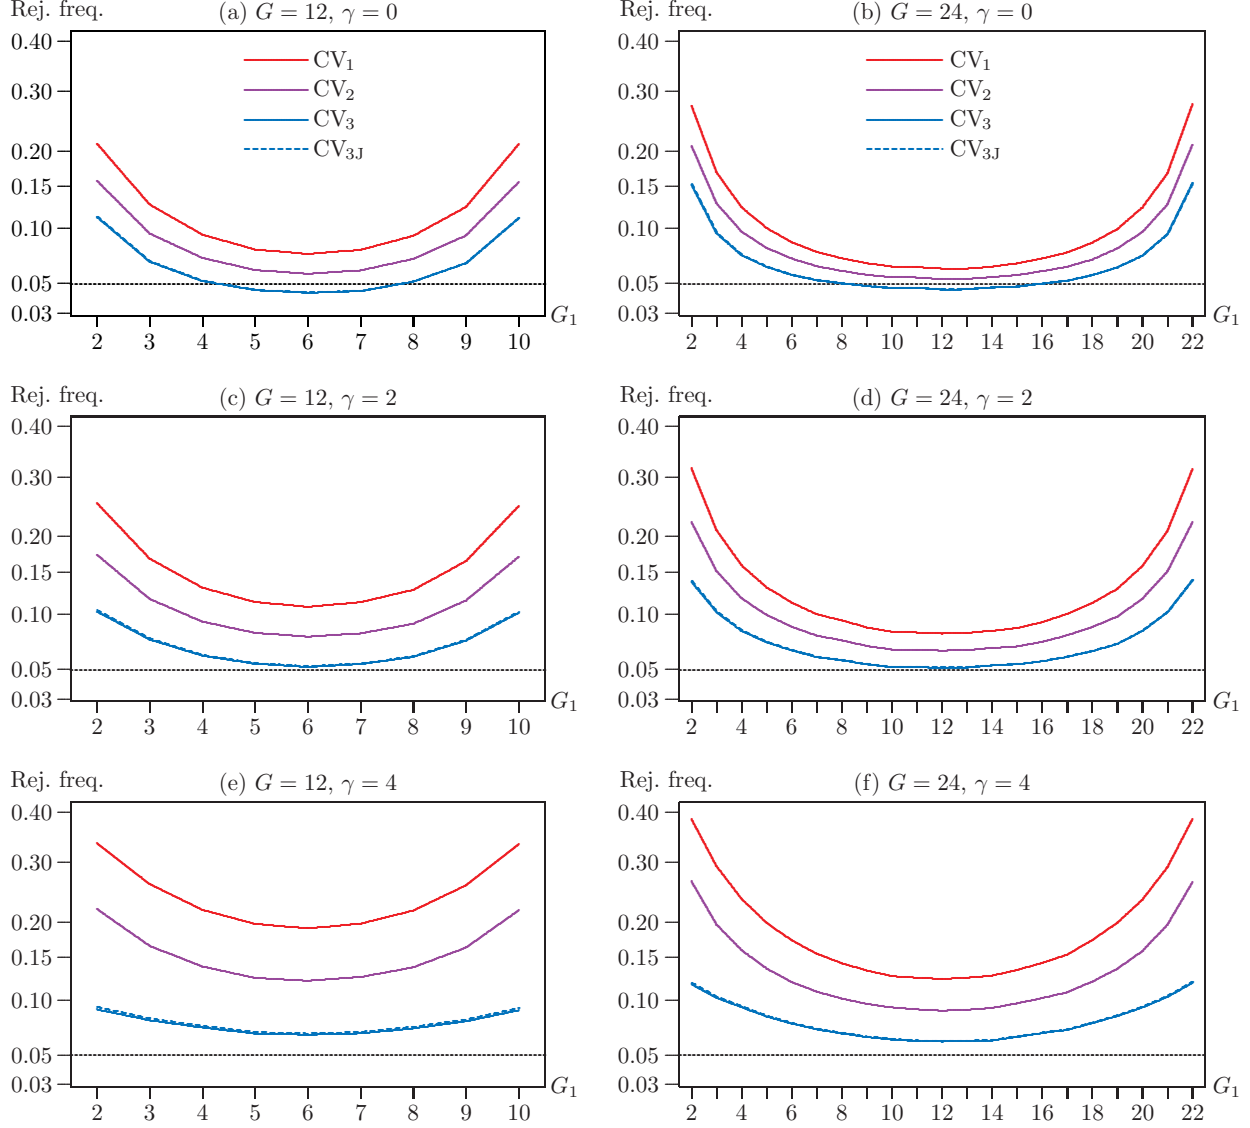 Rej. freq.
(a) G = 12, γ = 0
0.40
0.30
0.20
0.15
0.10
0.05
0.03
CV₁
CV₂
CV₃
CV₃J
2 3 4 5 6 7 8 9 10
G₁
Rej. freq.
(b) G = 24, γ = 0
0.40
0.30
0.20
0.15
0.10
0.05
0.03
CV₁
CV₂
CV₃
CV₃J
2 4 6 8 10 12 14 16 18 20 22
G₁
Rej. freq.
(c) G = 12, γ = 2
0.40
0.30
0.20
0.15
0.10
0.05
0.03
2 3 4 5 6 7 8 9 10
G₁
Rej. freq.
(d) G = 24, γ = 2
0.40
0.30
0.20
0.15
0.10
0.05
0.03
2 4 6 8 10 12 14 16 18 20 22
G₁
Rej. freq.
(e) G = 12, γ = 4
0.40
0.30
0.20
0.15
0.10
0.05
0.03
2 3 4 5 6 7 8 9 10
G₁
Rej. freq.
(f) G = 24, γ = 4
0.40
0.30
0.20
0.15
0.10
0.05
0.03
2 4 6 8 10 12 14 16 18 20 22
G₁